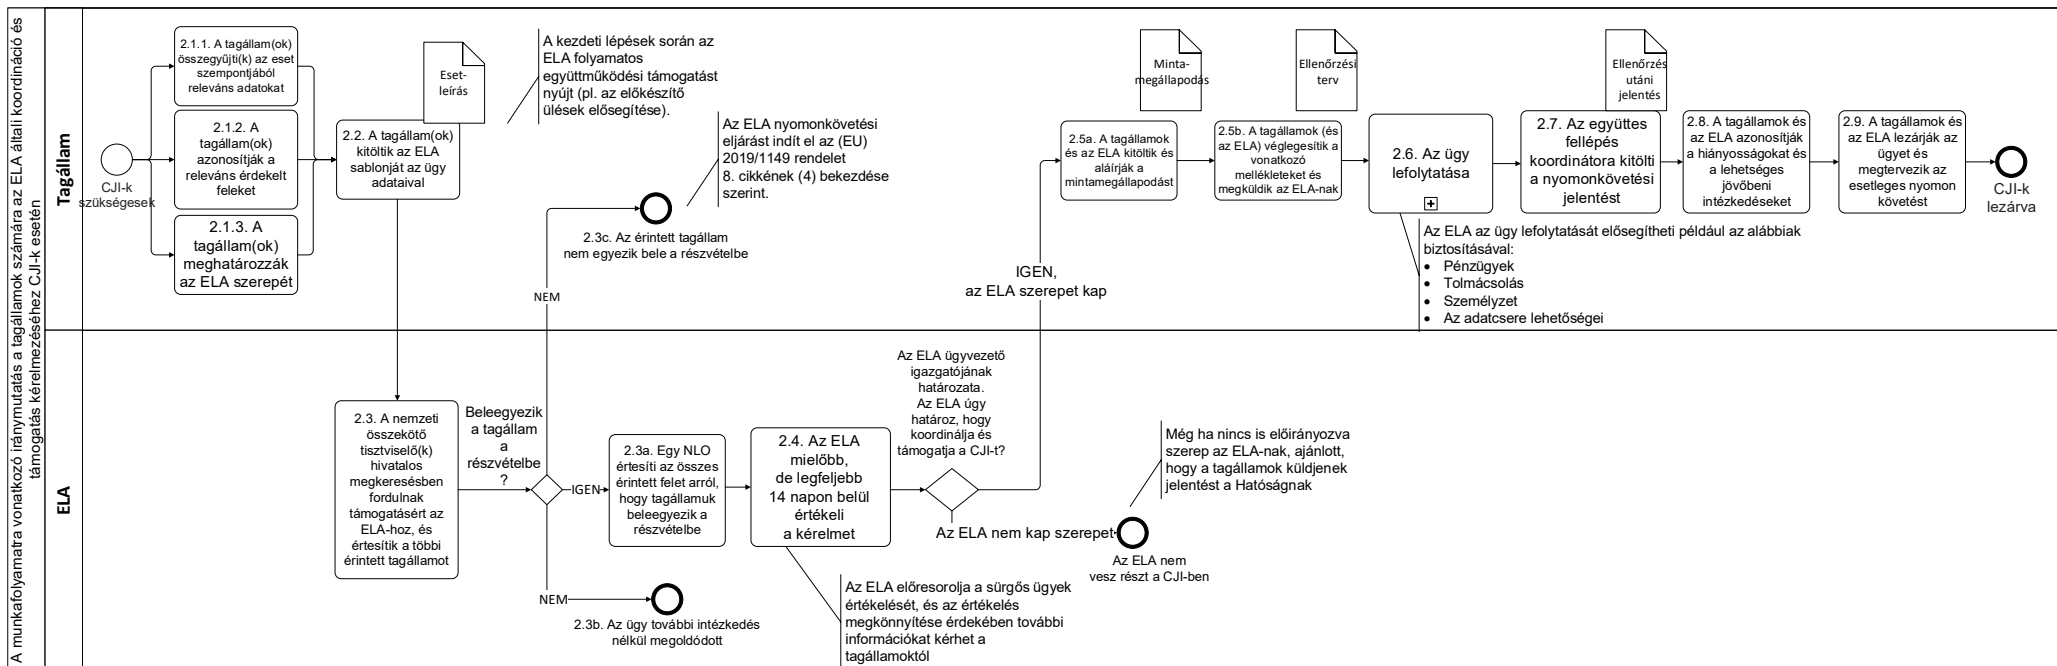 A munkafolyamatra vonatkozó iránymutatás a tagállamok számára az ELA általi koordináció és
támogatás kérelmezéséhez CJI-k esetén
Tagállam
CJI-k
szükségesek
2.1.1. A tagállam(ok)
összegyűjti(k) az eset
szempontjából
releváns adatokat
2.1.2. A
tagállam(ok)
azonosítják a
releváns érdekelt
feleket
2.1.3. A
tagállam(ok)
meghatározzák
az ELA szerepét
Eset-
leírás
2.2. A tagállam(ok)
kitöltik az ELA
sablonját az ügy
adataival
A kezdeti lépések során az
ELA folyamatos
együttműködési támogatást
nyújt (pl. az előkészítő
ülések elősegítése).
Az ELA nyomonkövetési
eljárást indít el az (EU)
2019/1149 rendelet
8. cikkének (4) bekezdése
szerint.
2.3c. Az érintett tagállam
nem egyezik bele a részvételbe
NEM
IGEN,
az ELA szerepet kap
Minta-
megállapodás
2.5a. A tagállamok
és az ELA kitöltik és
aláírják a
mintamegállapodást
Ellenőrzési
terv
2.5b. A tagállamok (és
az ELA) véglegesítik a
vonatkozó
mellékleteket és
megküldik az ELA-nak
2.6. Az ügy
lefolytatása
Az ELA az ügy lefolytatását elősegítheti például az alábbiak
biztosításával:
• Pénzügyek
• Tolmácsolás
• Személyzet
• Az adatcsere lehetőségei
Ellenőrzés
utáni
jelentés
2.7. Az együttes
fellépés
koordinátora kitölti
a nyomonkövetési
jelentést
2.8. A tagállamok és
az ELA azonosítják
a hiányosságokat és
a lehetséges
jövőbeni
intézkedéseket
2.9. A tagállamok és
az ELA lezárják az
ügyet és
megtervezik az
esetleges nyomon
követést
CJI-k
lezárva
ELA
2.3. A nemzeti
összekötő
tisztviselő(k)
hivatalos
megkeresésben
fordulnak
támogatásért az
ELA-hoz, és
értesítik a többi
érintett tagállamot
Beleegyezik
a tagállam
a
részvételbe
?
IGEN
2.3a. Egy NLO
értesíti az összes
érintett felet arról,
hogy tagállamuk
beleegyezik a
részvételbe
NEM
2.3b. Az ügy további intézkedés
nélkül megoldódott
2.4. Az ELA
mielőbb,
de legfeljebb
14 napon belül
értékeli
a kérelmet
Az ELA előresorolja a sürgős ügyek
értékelését, és az értékelés
megkönnyítése érdekében további
információkat kérhet a
tagállamoktól
Az ELA ügyvezető
igazgatójának
határozata.
Az ELA úgy
határoz, hogy
koordinálja és
támogatja a CJI-t?
Az ELA nem kap szerepet
Még ha nincs is előirányozva
szerep az ELA-nak, ajánlott,
hogy a tagállamok küldjenek
jelentést a Hatóságnak
Az ELA nem
vesz részt a CJI-ben